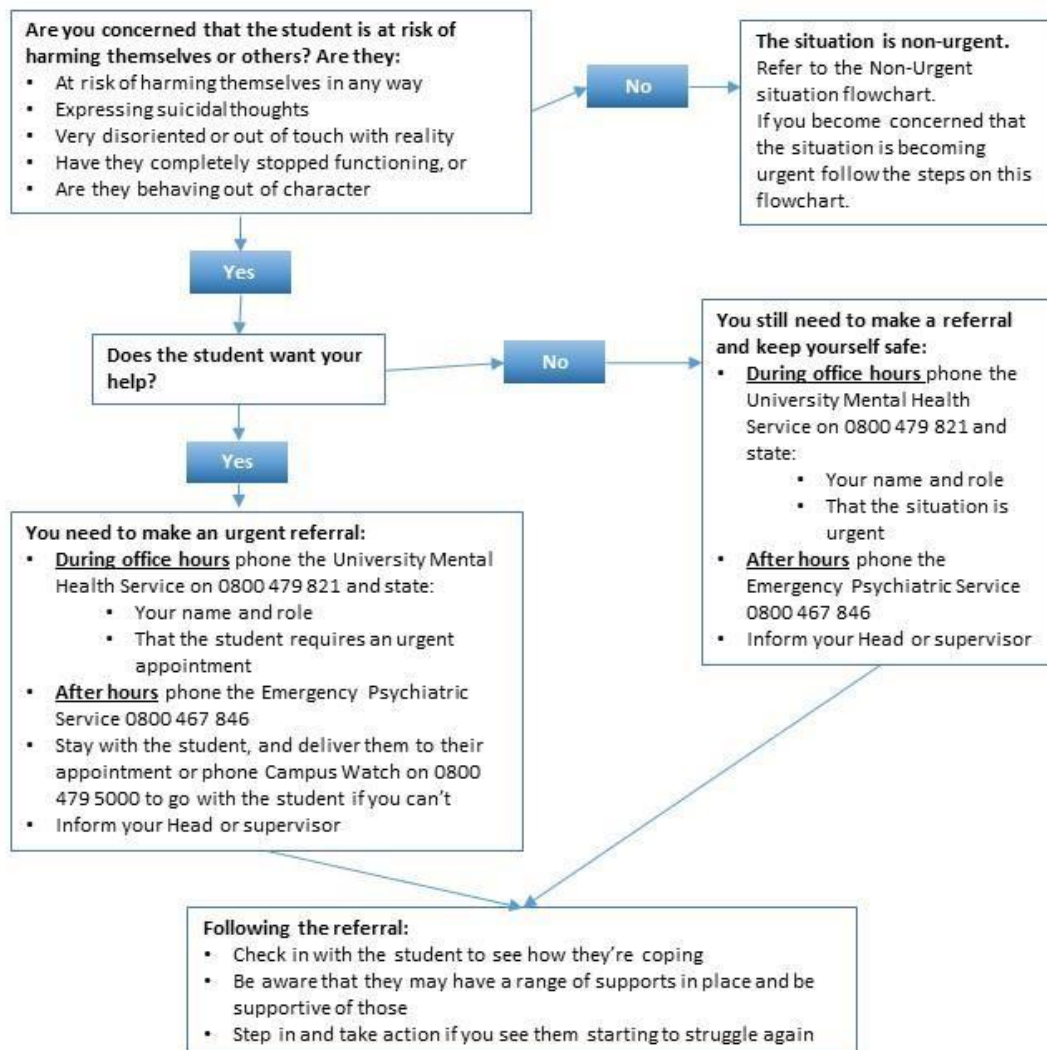 Are you concerned that the student is at risk of
harming themselves or others? Are they:
• At risk of harming themselves in any way
• Expressing suicidal thoughts
• Very disoriented or out of touch with reality
• Have they completely stopped functioning, or
• Are they behaving out of character
No
The situation is non-urgent.
Refer to the Non-Urgent
situation flowchart.
If you become concerned that
the situation is becoming
urgent follow the steps on this
flowchart.
Yes
Does the student want your
help?
No
You still need to make a referral
and keep yourself safe:
• During office hours phone the
University Mental Health
Service on 0800 479 821 and
state:
• Your name and role
• That the situation is
urgent
• After hours phone the
Emergency Psychiatric Service
0800 467 846
• Inform your Head or supervisor
Yes
You need to make an urgent referral:
• During office hours phone the University Mental
Health Service on 0800 479 821 and state:
• Your name and role
• That the student requires an urgent
appointment
• After hours phone the Emergency Psychiatric
Service 0800 467 846
• Stay with the student, and deliver them to their
appointment or phone Campus Watch on 0800
479 5000 to go with the student if you can't
• Inform your Head or supervisor
Following the referral:
• Check in with the student to see how they're coping
• Be aware that they may have a range of supports in place and be
supportive of those
• Step in and take action if you see them starting to struggle again